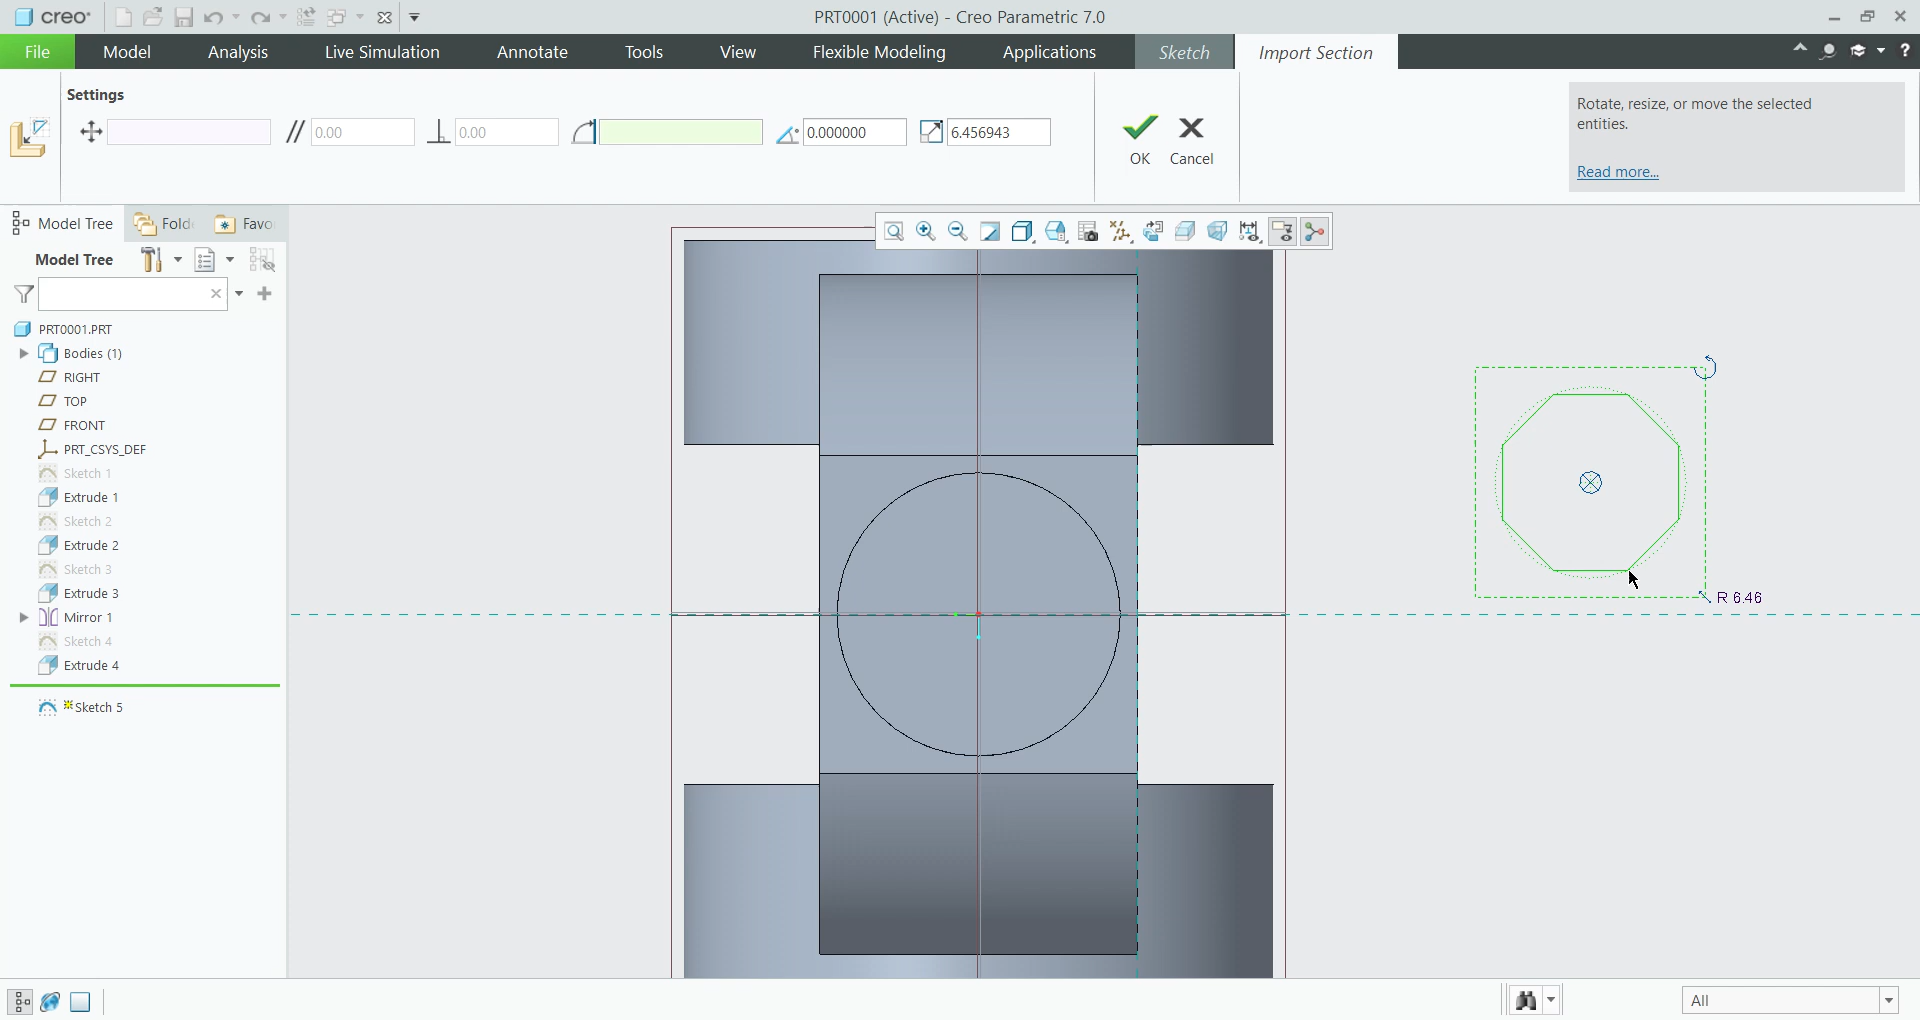 creo
PRT0001 (Active) - Creo Parametric 7.0
File
Model
Analysis
Live Simulation
Annotate
Tools
View
Flexible Modeling
Applications
Sketch
Import Section
Settings
0.00
0.00
0.000000
6.456943
OK
Cancel
Rotate, resize, or move the selected
entities.
Read more...
Model Tree
Fold
Favo
Model Tree
PRT0001.PRT
Bodies (1)
RIGHT
TOP
FRONT
PRT_CSYS_DEF
Sketch 1
Extrude 1
Sketch 2
Extrude 2
Sketch 3
Extrude 3
Mirror 1
Sketch 4
Extrude 4
Sketch 5
R 6.46
All